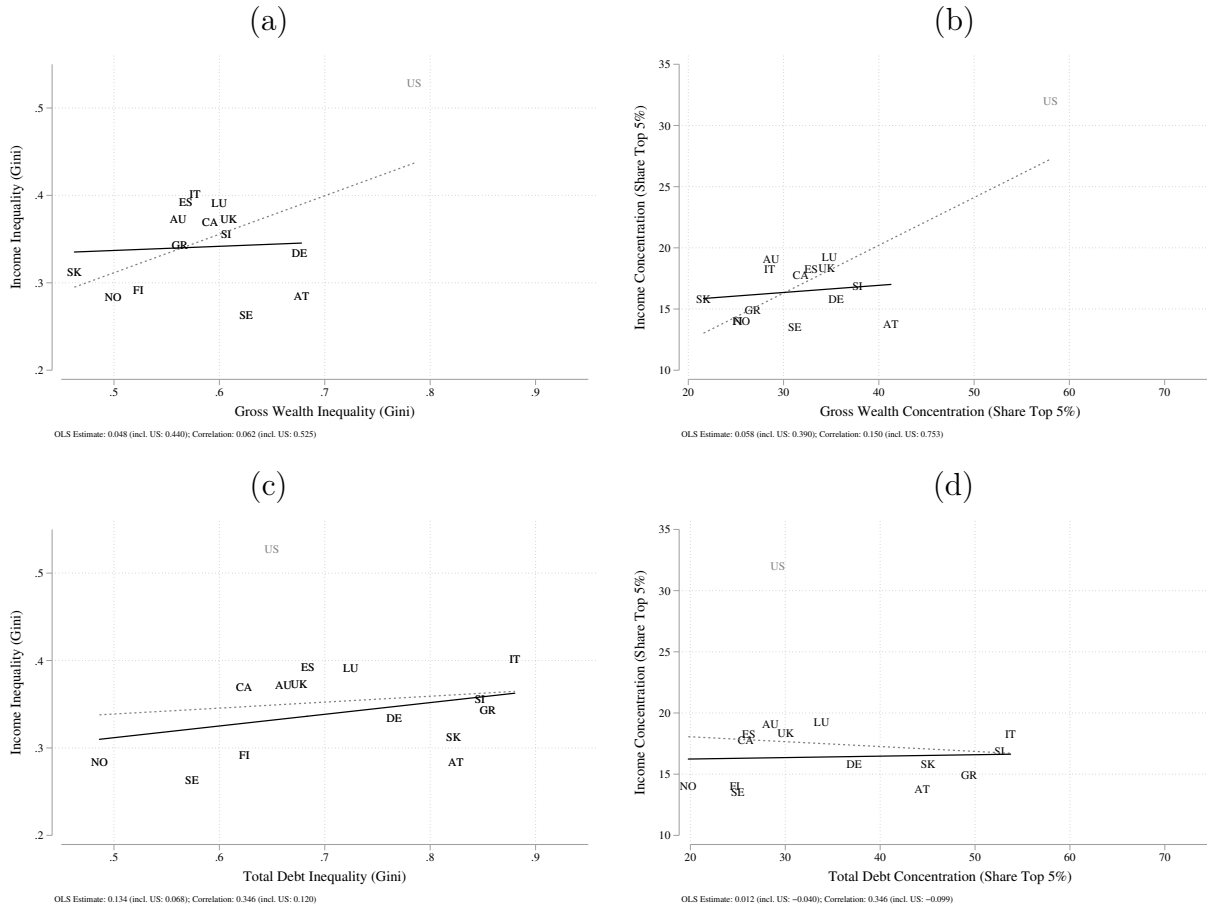 (a)
Income Inequality (Gini)
.5
.4
.3
.2
US
IT
ES
LU
AU
CA
UK
SI
GR
DE
SK
NO
FI
AT
SE
.5
.6
.7
.8
.9
Gross Wealth Inequality (Gini)
OLS Estimate: 0.048 (incl. US: 0.440); Correlation: 0.062 (incl. US: 0.525)
(b)
Income Concentration (Share Top 5%)
35
30
25
20
15
10
US
AU
LU
IT
ES
UK
CA
SI
SK
DE
GR
NO
SE
AT
20
30
40
50
60
70
Gross Wealth Concentration (Share Top 5%)
OLS Estimate: 0.058 (incl. US: 0.390); Correlation: 0.150 (incl. US: 0.753)
(c)
Income Inequality (Gini)
.5
.4
.3
.2
US
IT
ES
LU
CA
AU
UK
SI
GR
DE
SK
FI
NO
AT
SE
.5
.6
.7
.8
.9
Total Debt Inequality (Gini)
OLS Estimate: 0.134 (incl. US: 0.068); Correlation: 0.346 (incl. US: 0.120)
(d)
Income Concentration (Share Top 5%)
35
30
25
20
15
10
US
AU
LU
ES
UK
IT
CA
SI
DE
SK
GR
NO
FI
SE
AT
20
30
40
50
60
70
Total Debt Concentration (Share Top 5%)
OLS Estimate: 0.012 (incl. US: −0.040); Correlation: 0.346 (incl. US: −0.099)